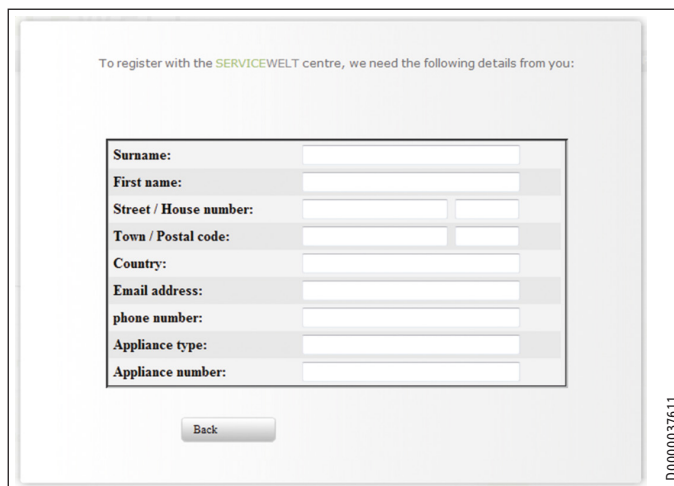 To register with the SERVICEWELT centre, we need the following details from you:
Surname:
First name:
Street / House number:
Town / Postal code:
Country:
Email address:
phone number:
Appliance type:
Appliance number:
Back
D0000037611